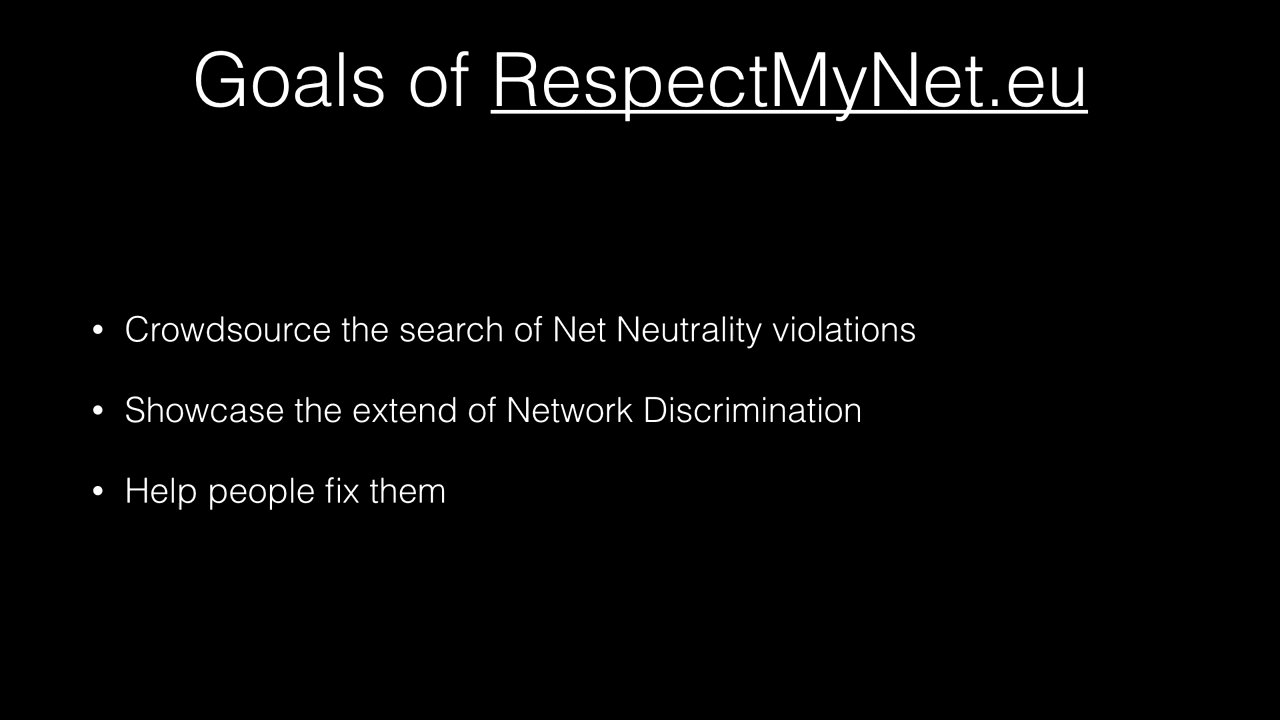 Goals of RespectMyNet.eu
• Crowdsource the search of Net Neutrality violations
• Showcase the extend of Network Discrimination
• Help people fix them